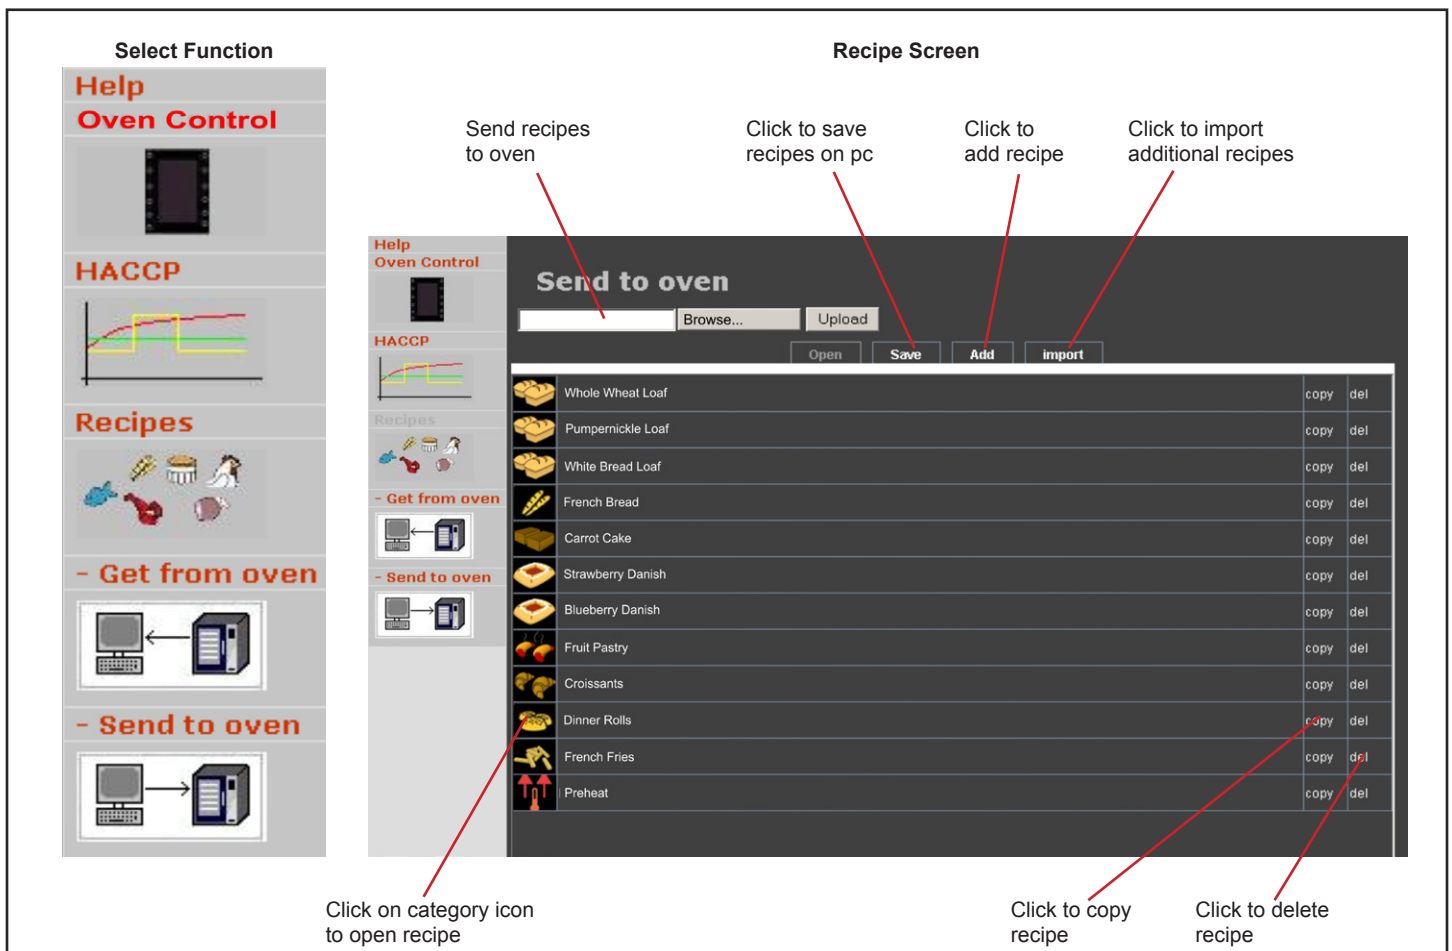 Select Function
Recipe Screen
Help
Oven Control
HACCP
Recipes
- Get from oven
- Send to oven
Send recipes
to oven
Click to save
recipes on pc
Click to
add recipe
Click to import
additional recipes
Help
Oven Control
HACCP
Recipes
- Get from oven
- Send to oven
Send to oven
Browse... Upload
Open Save Add import
Whole Wheat Loaf copy del
Pumpernickle Loaf copy del
White Bread Loaf copy del
French Bread copy del
Carrot Cake copy del
Strawberry Danish copy del
Blueberry Danish copy del
Fruit Pastry copy del
Croissants copy del
Dinner Rolls copy del
French Fries copy del
Preheat copy del
Click on category icon
to open recipe
Click to copy
recipe
Click to delete
recipe